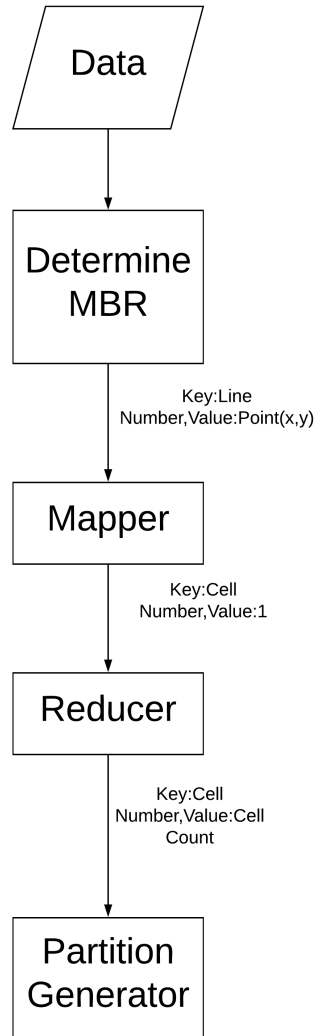 Data
Determine
MBR
Key:Line
Number,Value:Point(x,y)
Mapper
Key:Cell
Number,Value:1
Reducer
Key:Cell
Number,Value:Cell
Count
Partition
Generator